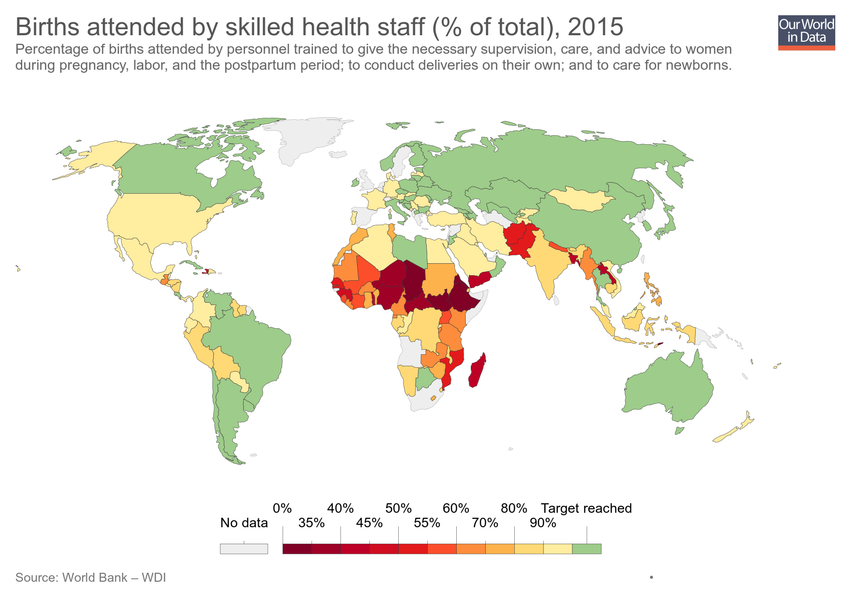 Births attended by skilled health staff (% of total), 2015
Our World
in Data
Percentage of births attended by personnel trained to give the necessary supervision, care, and advice to women
during pregnancy, labor, and the postpartum period; to conduct deliveries on their own; and to care for newborns.
0% 40% 50% 60% 80% Target reached
No data 35% 45% 55% 70% 90%
Source: World Bank – WDI